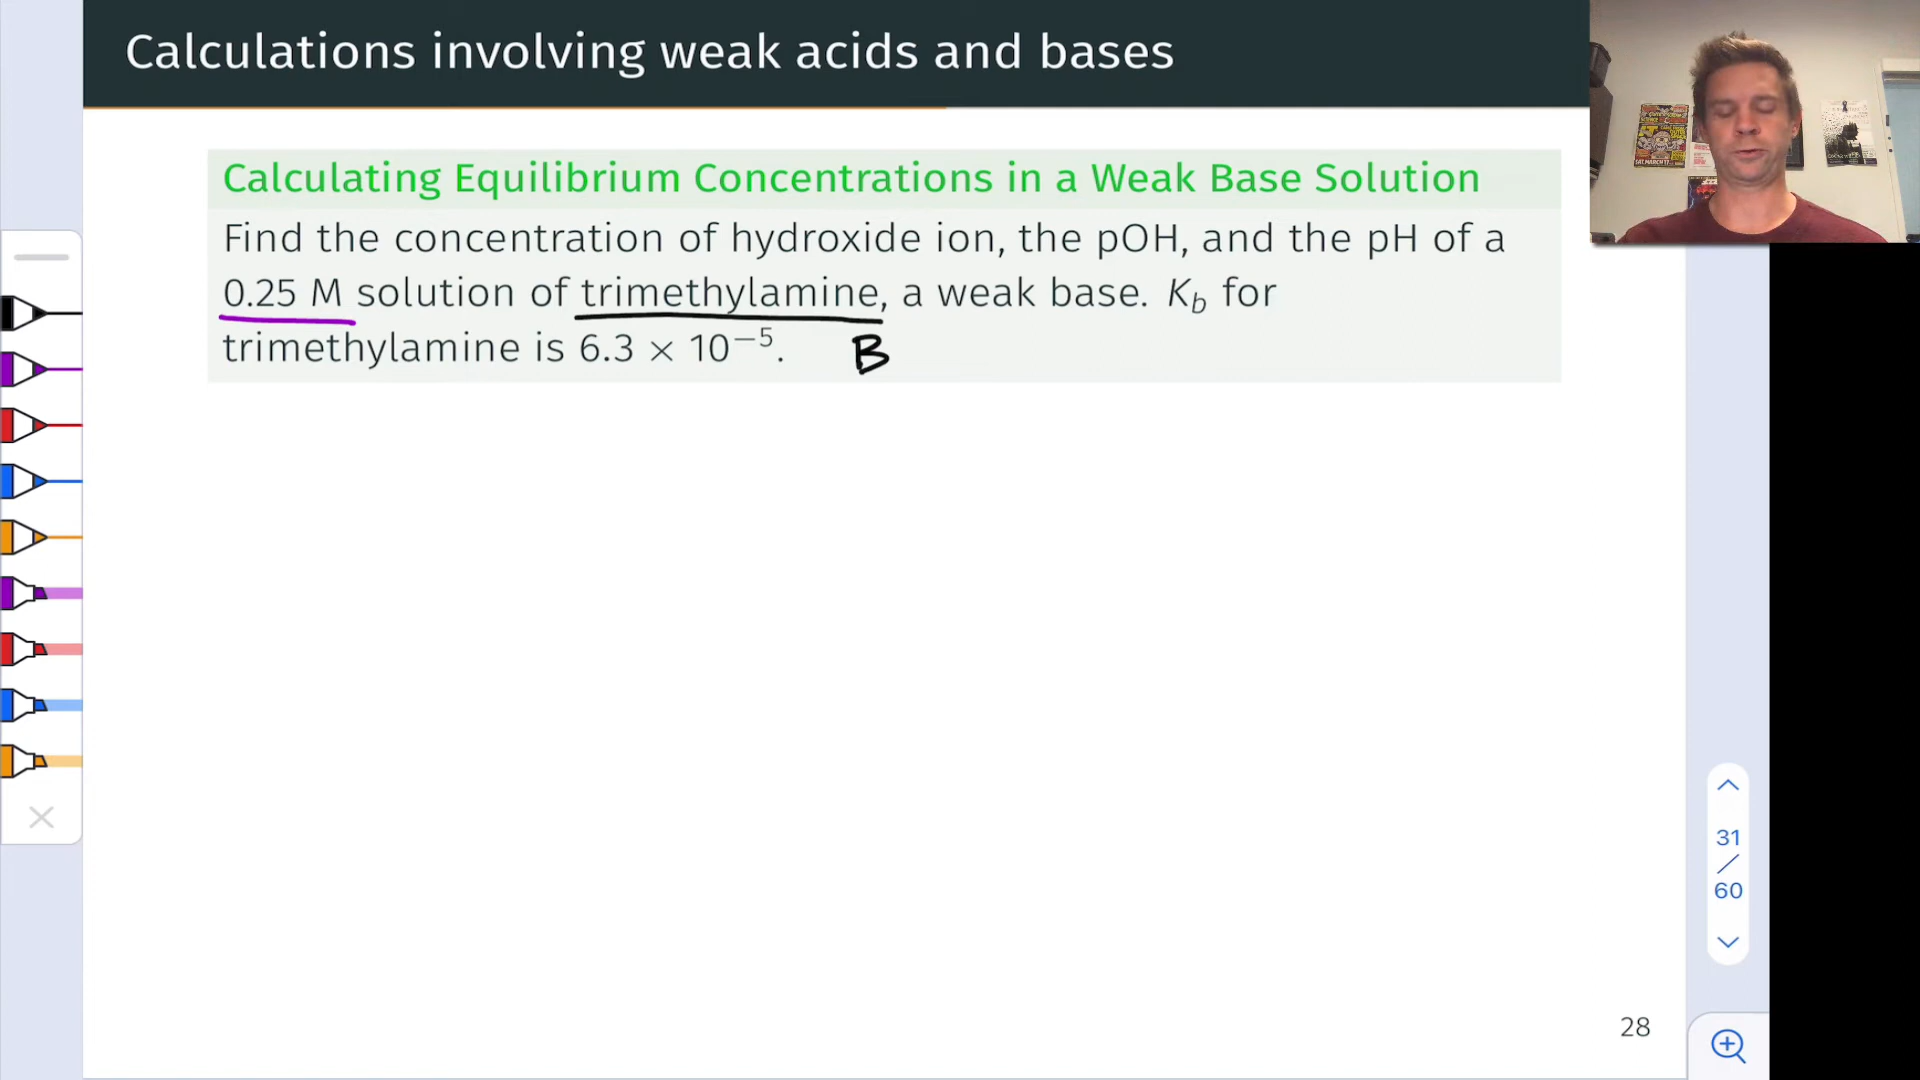 Calculations involving weak acids and bases
Calculating Equilibrium Concentrations in a Weak Base Solution
Find the concentration of hydroxide ion, the pOH, and the pH of a
0.25 M solution of trimethylamine, a weak base. K_b for
trimethylamine is 6.3 × 10⁻⁵.
B
31
/
60
28